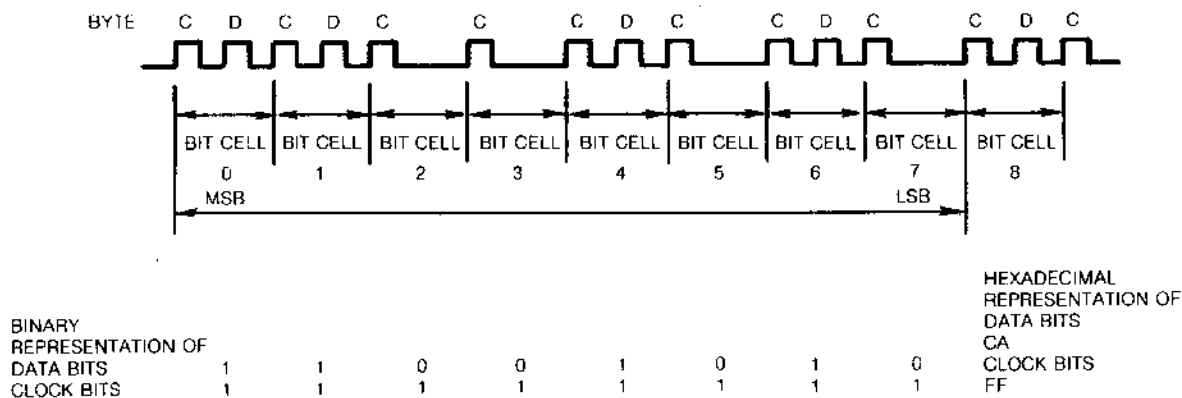 BYTE C D C D C C C D C C D C C D C
BIT CELL BIT CELL BIT CELL BIT CELL BIT CELL BIT CELL BIT CELL BIT CELL BIT CELL
0 1 2 3 4 5 6 7 8
MSB LSB
HEXADECIMAL
REPRESENTATION OF
DATA BITS
CA
CLOCK BITS
FF
BINARY
REPRESENTATION OF
DATA BITS 1 1 0 0 1 0 1 0
CLOCK BITS 1 1 1 1 1 1 1 1